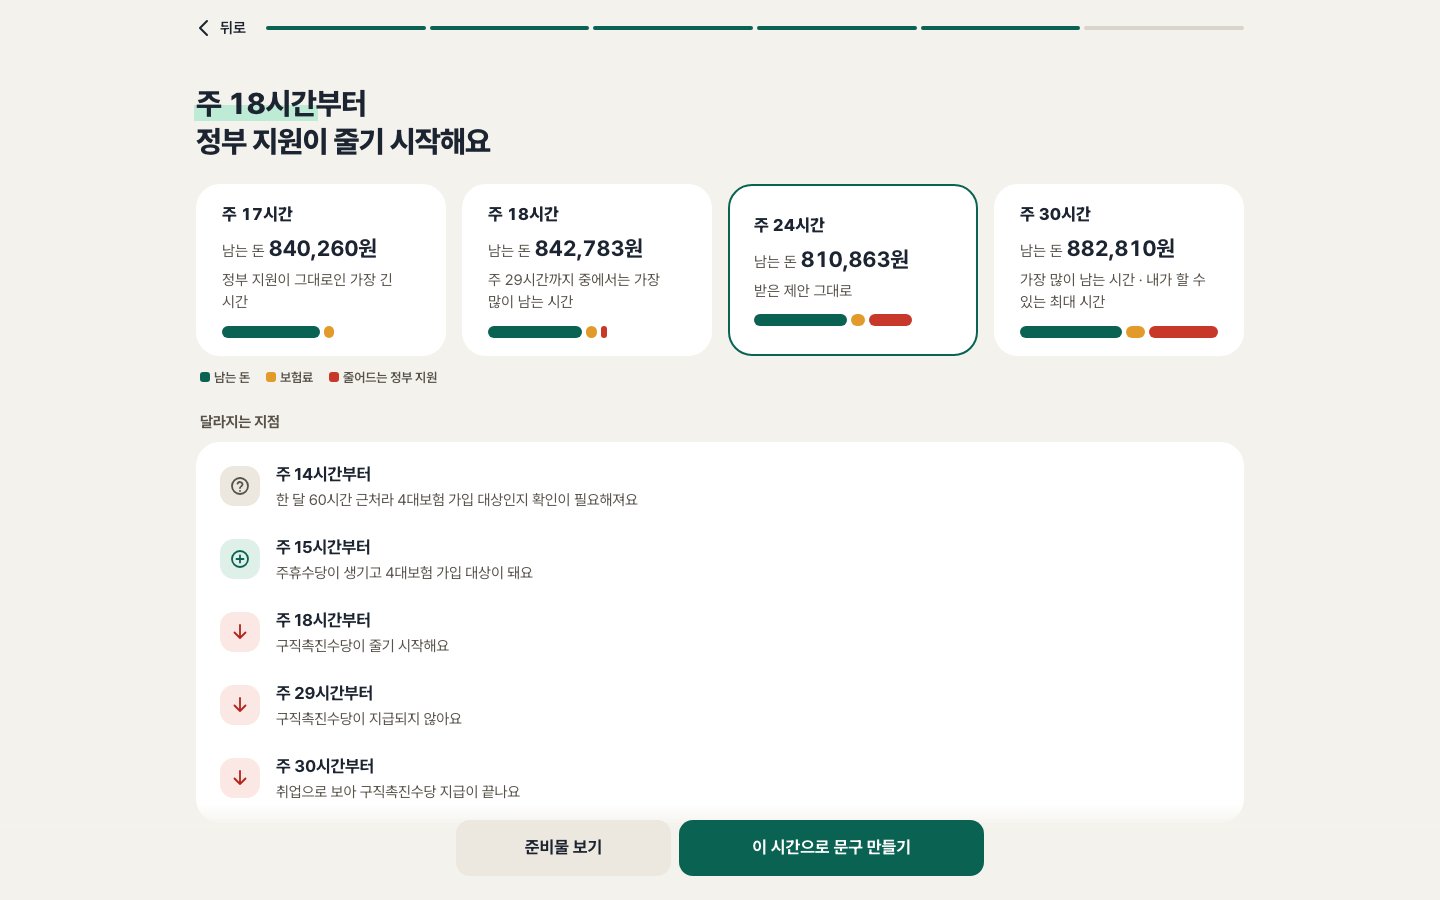 뒤로
주 18시간부터
정부 지원이 줄기 시작해요
주 17시간
남는 돈 840,260원
정부 지원이 그대로인 가장 긴
시간
주 18시간
남는 돈 842,783원
주 29시간까지 중에서는 가장
많이 남는 시간
주 24시간
남는 돈 810,863원
받은 제안 그대로
주 30시간
남는 돈 882,810원
가장 많이 남는 시간 · 내가 할 수
있는 최대 시간
남는 돈 보험료 줄어드는 정부 지원
달라지는 지점
주 14시간부터
한 달 60시간 근처라 4대보험 가입 대상인지 확인이 필요해져요
주 15시간부터
주휴수당이 생기고 4대보험 가입 대상이 돼요
주 18시간부터
구직촉진수당이 줄기 시작해요
주 29시간부터
구직촉진수당이 지급되지 않아요
주 30시간부터
취업으로 보아 구직촉진수당 지급이 끝나요
준비물 보기
이 시간으로 문구 만들기